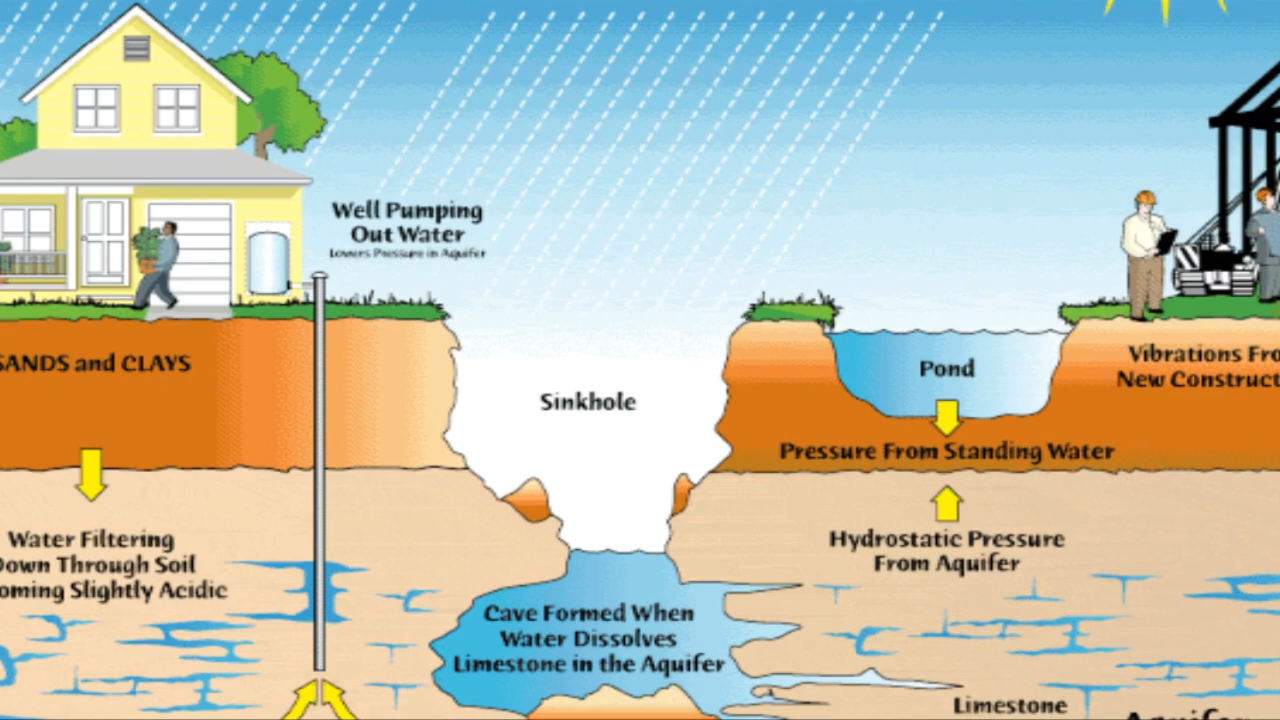 Well Pumping
Out Water
Lowers Pressure in Aquifer
SANDS and CLAYS
Sinkhole
Pond
Vibrations Fro
New Construct
Pressure From Standing Water
Water Filtering
Down Through Soil
oming Slightly Acidic
Hydrostatic Pressure
From Aquifer
Cave Formed When
Water Dissolves
Limestone in the Aquifer
Limestone
Aquifer